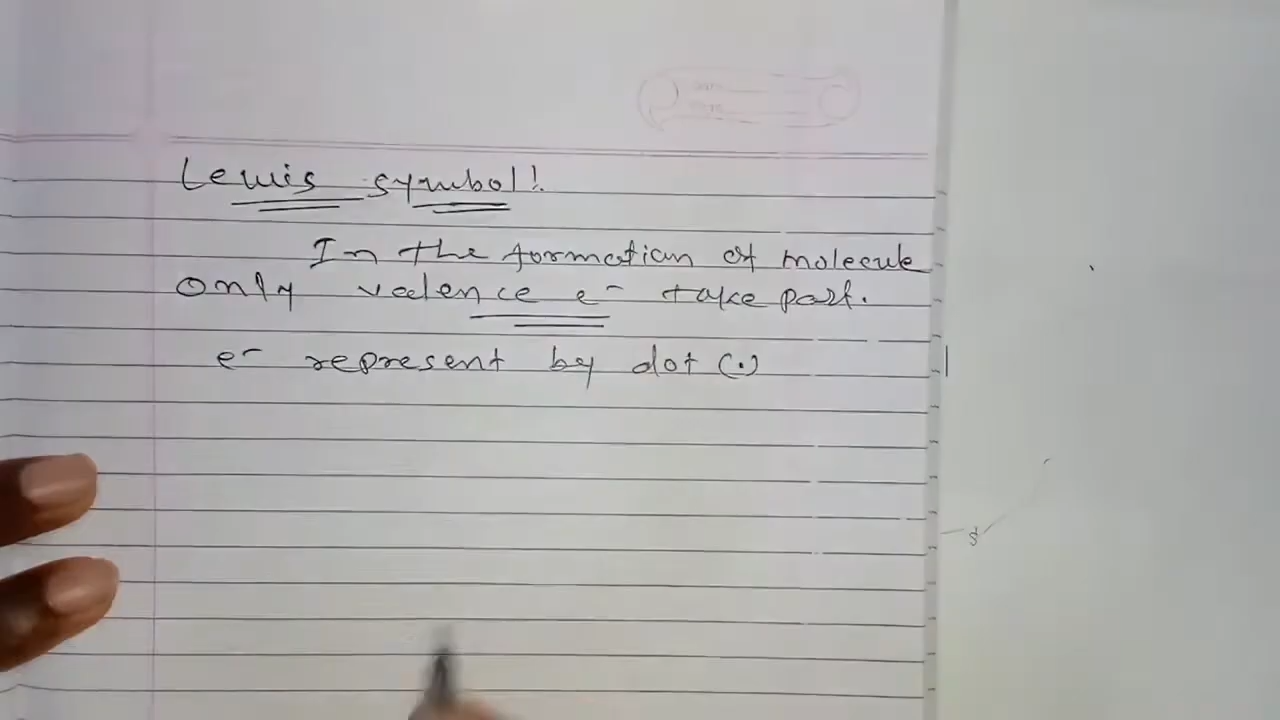 Lewis symbol!
In the formation of molecule
only valence e- take part.
e- represent by dot (.)